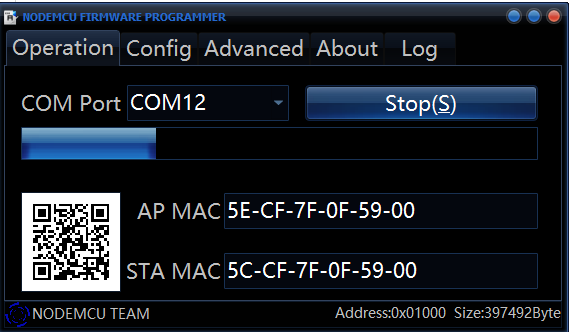 NODEMCU FIRMWARE PROGRAMMER
Operation Config Advanced About Log
COM Port COM12 Stop(S)
AP MAC 5E-CF-7F-0F-59-00
STA MAC 5C-CF-7F-0F-59-00
NODEMCU TEAM Address:0x01000 Size:397492Byte